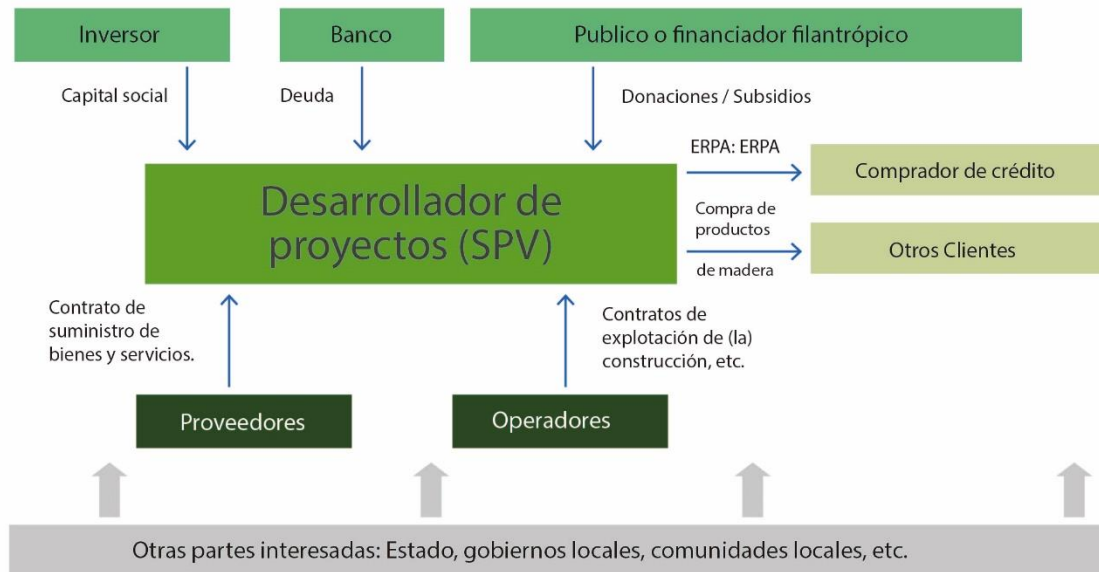 Inversor
Banco
Publico o financiador filantrópico
Capital social
Deuda
Donaciones / Subsidios
ERPA: ERPA
Comprador de crédito
Desarrollador de
proyectos (SPV)
Compra de
productos
de madera
Otros Clientes
Contrato de
suministro de
bienes y servicios.
Contratos de
explotación de (la)
construcción, etc.
Proveedores
Operadores
Otras partes interesadas: Estado, gobiernos locales, comunidades locales, etc.